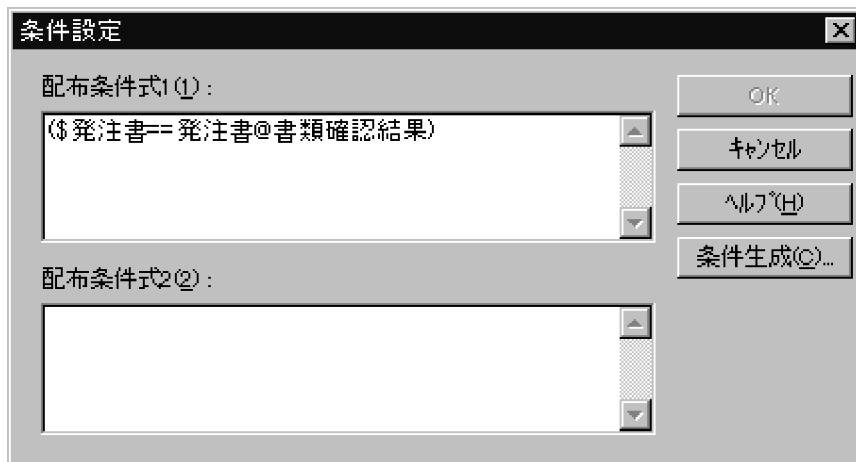 条件設定
配布条件式1(1):
($発注書==発注書@書類確認結果)
OK
キャンセル
ヘルプ(H)
条件生成(C)...
配布条件式2(2):